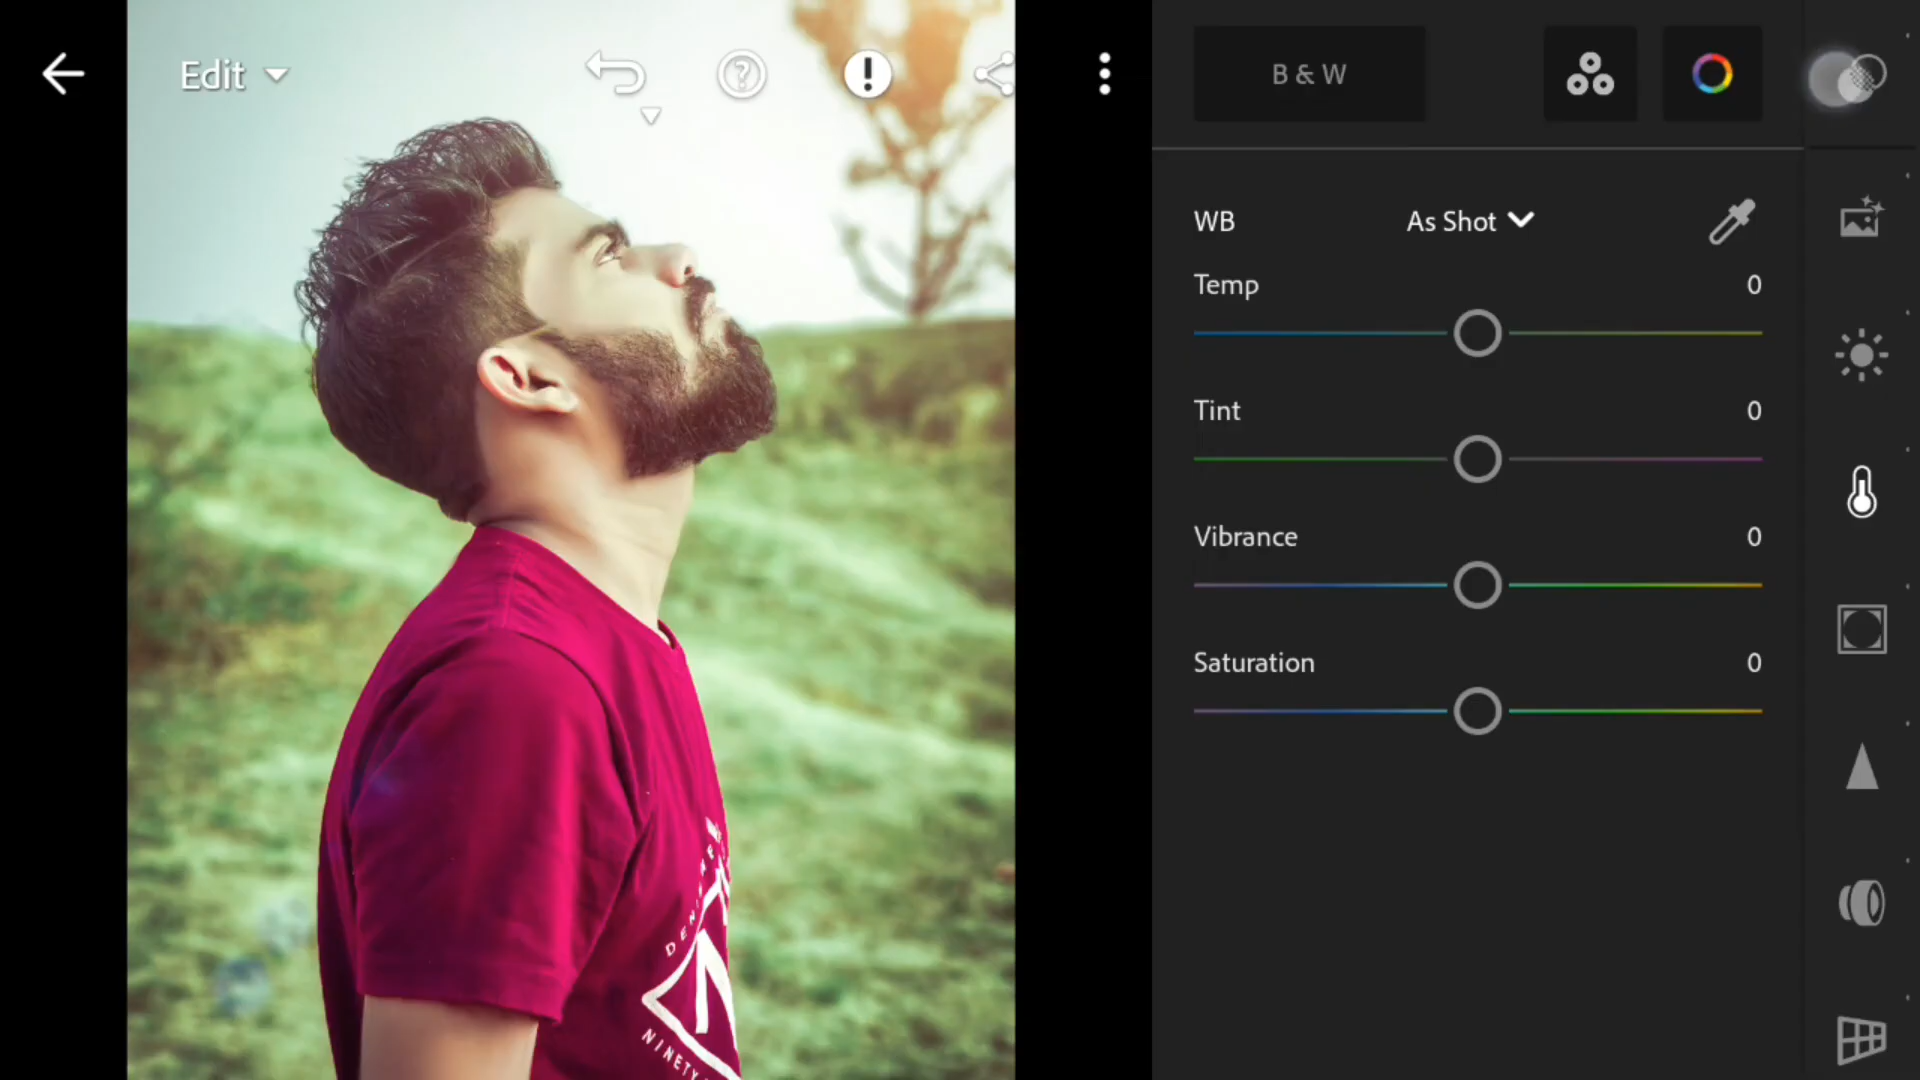 Edit
B & W
WB As Shot
Temp 0
Tint 0
Vibrance 0
Saturation 0
NINETY